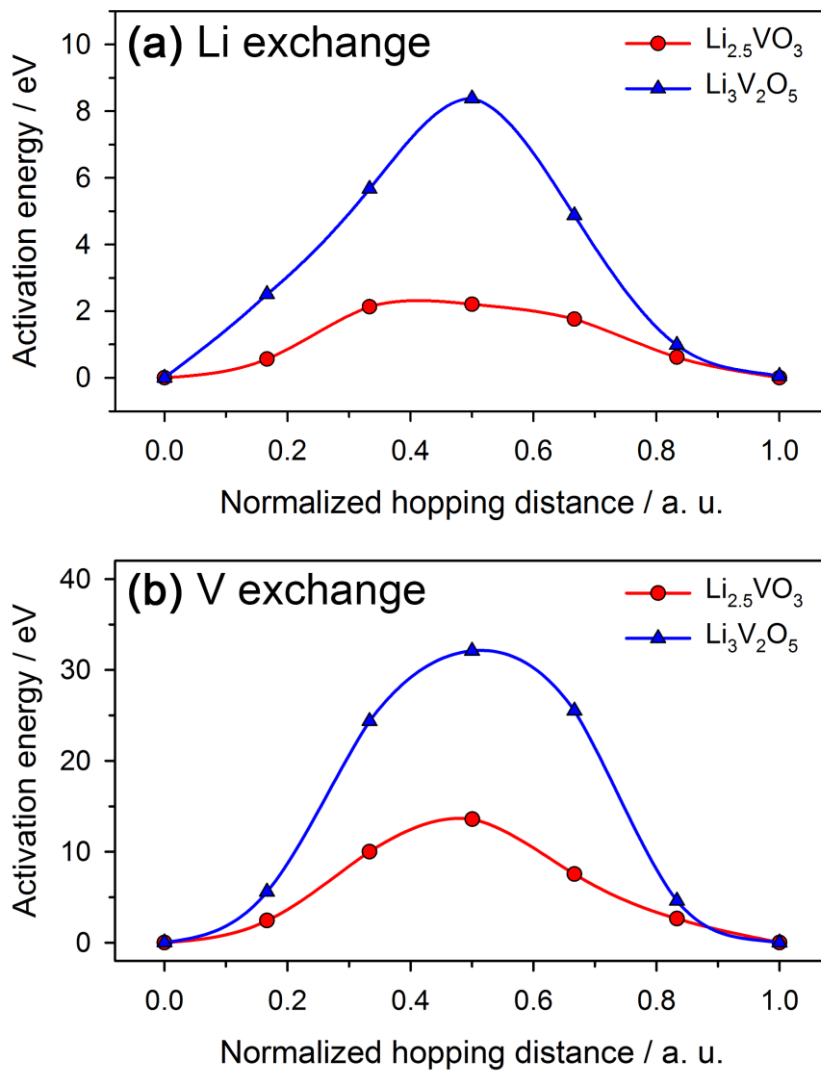 (a) Li exchange
Li₂.₅VO₃
Li₃V₂O₅
Activation energy / eV
10
8
6
4
2
0
0.0 0.2 0.4 0.6 0.8 1.0
Normalized hopping distance / a. u.
(b) V exchange
Li₂.₅VO₃
Li₃V₂O₅
Activation energy / eV
40
30
20
10
0
0.0 0.2 0.4 0.6 0.8 1.0
Normalized hopping distance / a. u.